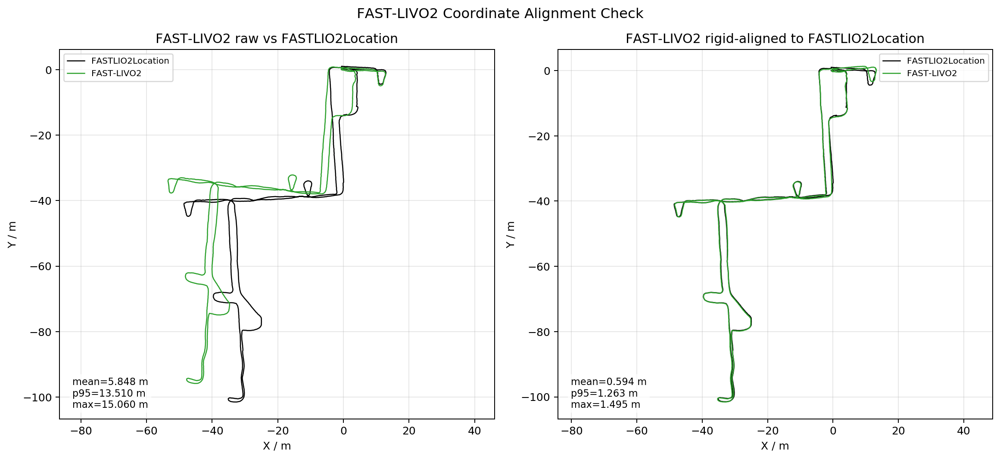 FAST-LIVO2 Coordinate Alignment Check
FAST-LIVO2 raw vs FASTLIO2Location
FASTLIO2Location
FAST-LIVO2
0
−20
−40
−60
−80
−100
Y / m
mean=5.848 m
p95=13.510 m
max=15.060 m
−80 −60 −40 −20 0 20 40
X / m
FAST-LIVO2 rigid-aligned to FASTLIO2Location
FASTLIO2Location
FAST-LIVO2
0
−20
−40
−60
−80
−100
Y / m
mean=0.594 m
p95=1.263 m
max=1.495 m
−80 −60 −40 −20 0 20 40
X / m